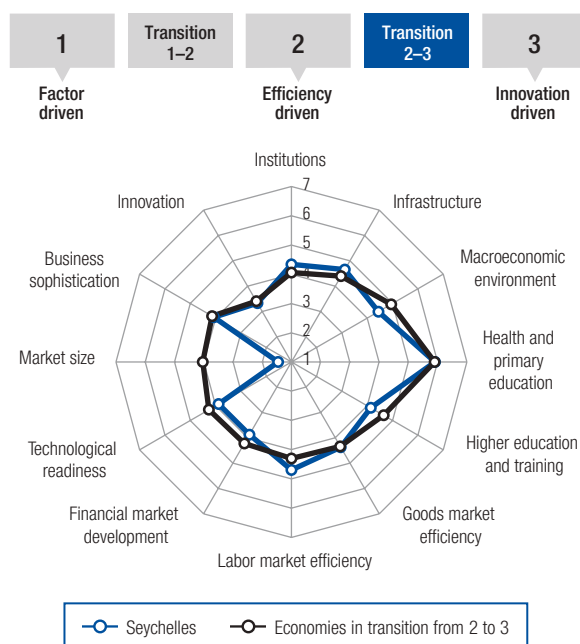 1
Transition
1–2
2
Transition
2–3
3
Factor
driven
Efficiency
driven
Innovation
driven
Institutions
7
Innovation
6
Infrastructure
5
Business
sophistication
Macroeconomic
environment
4
3
2
Market size
1
Health and
primary
education
Technological
readiness
Higher education
and training
Financial market
development
Goods market
efficiency
Labor market efficiency
Seychelles
Economies in transition from 2 to 3